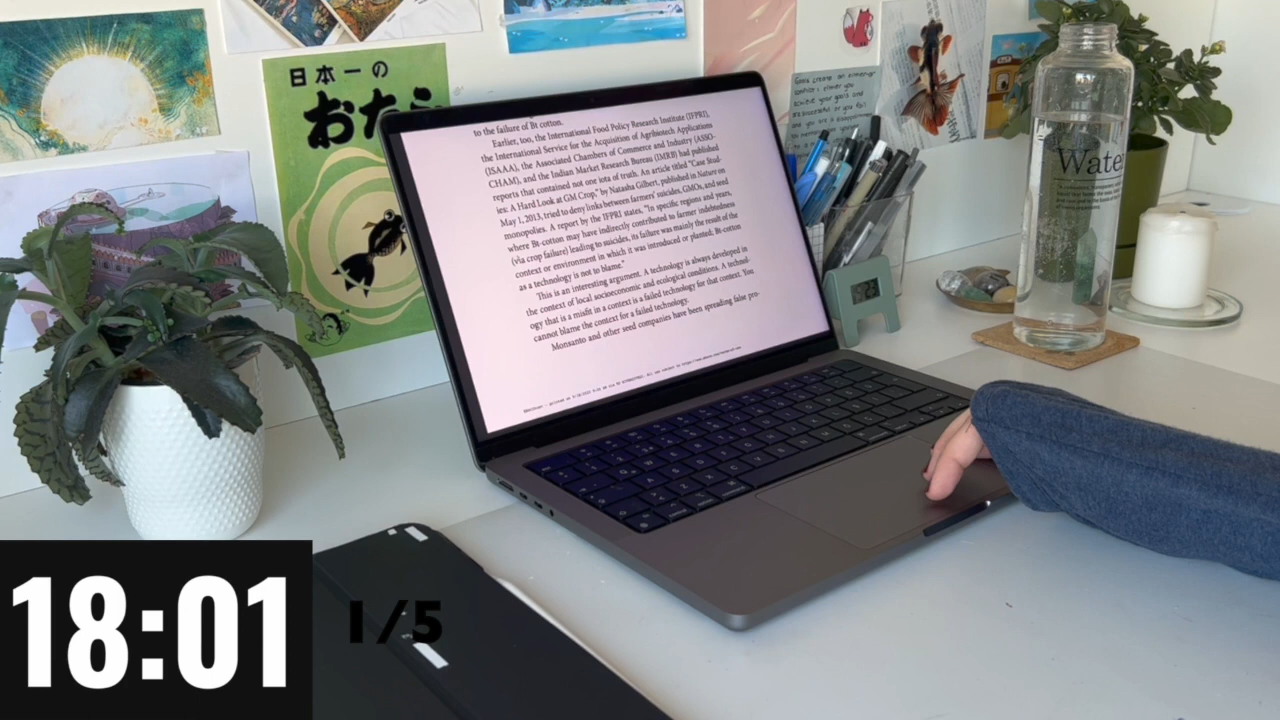 日本一の
おたら
to the failure of Bt cotton.
Earlier, too, the International Food Policy Research Institute (IFPRI),
the International Service for the Acquisition of Agribiotech Applications
(ISAAA), the Associated Chambers of Commerce and Industry (ASSO-
CHAM), and the Indian Market Research Bureau (IMRB) had published
reports that contained not one iota of truth. An article titled "Case Stud-
ies: A Hard Look at GM Crop," by Natasha Gilbert, published in Nature on
May 1, 2013, tried to deny links between farmers' suicides, GMOs, and seed
monopolies. A report by the IFPRI states, "In specific regions and years,
where Bt-cotton may have indirectly contributed to farmer indebtedness
(via crop failure) leading to suicides, its failure was mainly the result of the
context or environment in which it was introduced or planted; Bt-cotton
as a technology is not to blame."
This is an interesting argument. A technology is always developed in
the context of local socioeconomic and ecological conditions. A technol-
ogy that is a misfit in a context is a failed technology for that context. You
cannot blame the context for a failed technology.
Monsanto and other seed companies have been spreading false pro-
Water
18:01
1/5